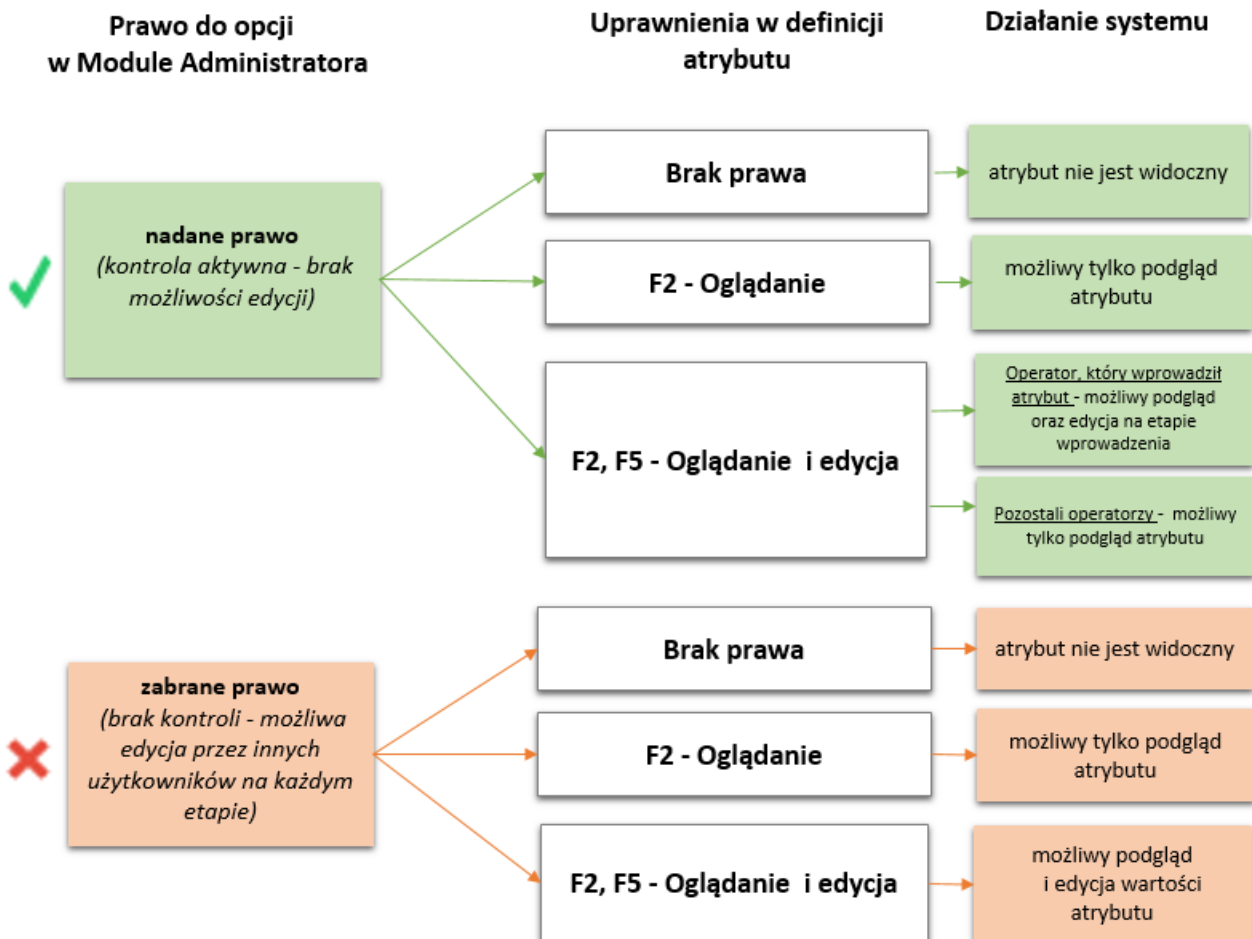 Prawo do opcji
w Module Administratora
Uprawnienia w definicji
atrybutu
Działanie systemu
nadane prawo
(kontrola aktywna - brak
możliwości edycji)
Brak prawa
atrybut nie jest widoczny
F2 - Oglądanie
możliwy tylko podgląd
atrybutu
F2, F5 - Oglądanie i edycja
Operator, który wprowadził
atrybut - możliwy podgląd
oraz edycja na etapie
wprowadzenia
Pozostali operatorzy - możliwy
tylko podgląd atrybutu
zabrane prawo
(brak kontroli - możliwa
edycja przez innych
użytkowników na każdym
etapie)
Brak prawa
atrybut nie jest widoczny
F2 - Oglądanie
możliwy tylko podgląd
atrybutu
F2, F5 - Oglądanie i edycja
możliwy podgląd
i edycja wartości
atrybutu